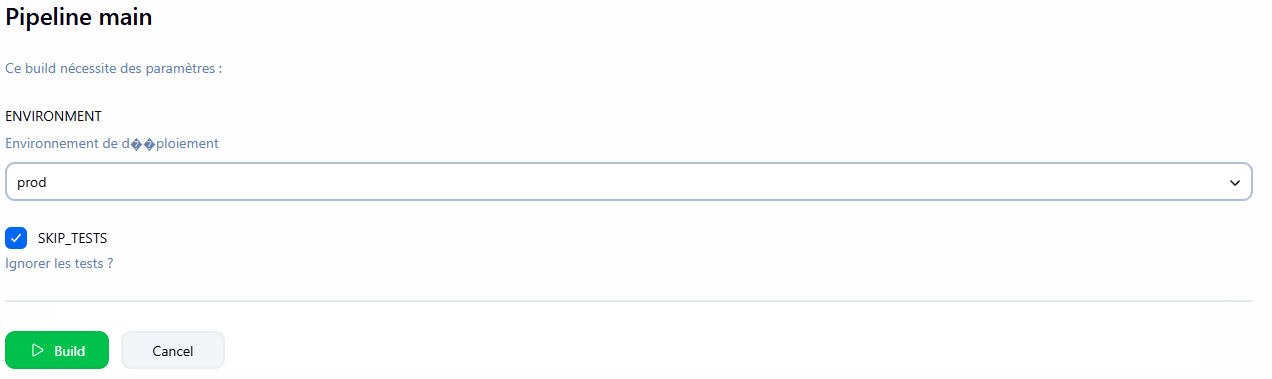 Pipeline main
Ce build nécessite des paramètres :
ENVIRONMENT
Environnement de d��ploiement
prod
SKIP_TESTS
Ignorer les tests ?
Build
Cancel